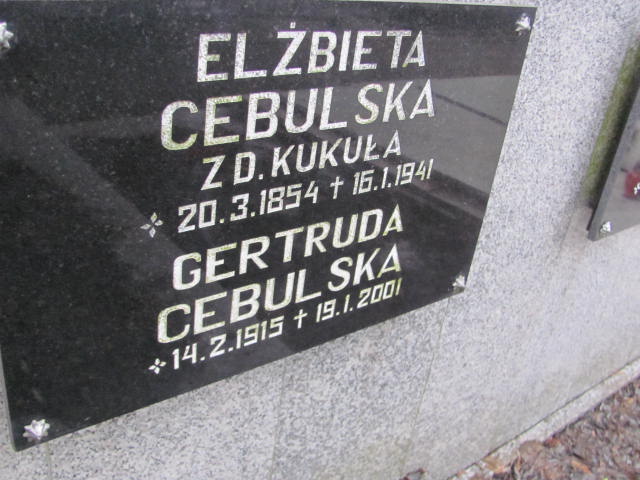 ELŻBIETA
CEBULSKA
Z D. KUKUŁA
20.3.1854 † 16.1.1941
GERTRUDA
CEBULSKA
14.2.1915 † 19.1.2001